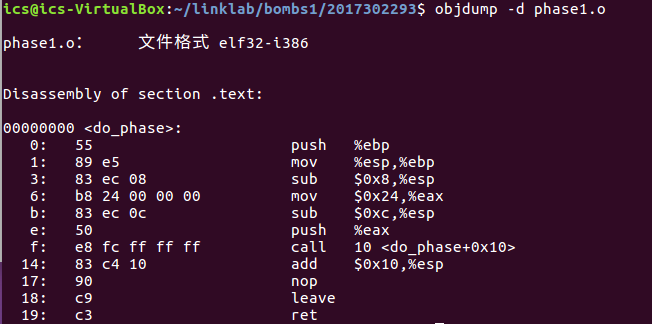 ics@ics-VirtualBox:~/linklab/bombs1/2017302293$ objdump -d phase1.o
phase1.o： 文件格式 elf32-i386
Disassembly of section .text:
00000000 <do_phase>:
0: 55 push %ebp
1: 89 e5 mov %esp,%ebp
3: 83 ec 08 sub $0x8,%esp
6: b8 24 00 00 00 mov $0x24,%eax
b: 83 ec 0c sub $0xc,%esp
e: 50 push %eax
f: e8 fc ff ff ff call 10 <do_phase+0x10>
14: 83 c4 10 add $0x10,%esp
17: 90 nop
18: c9 leave
19: c3 ret